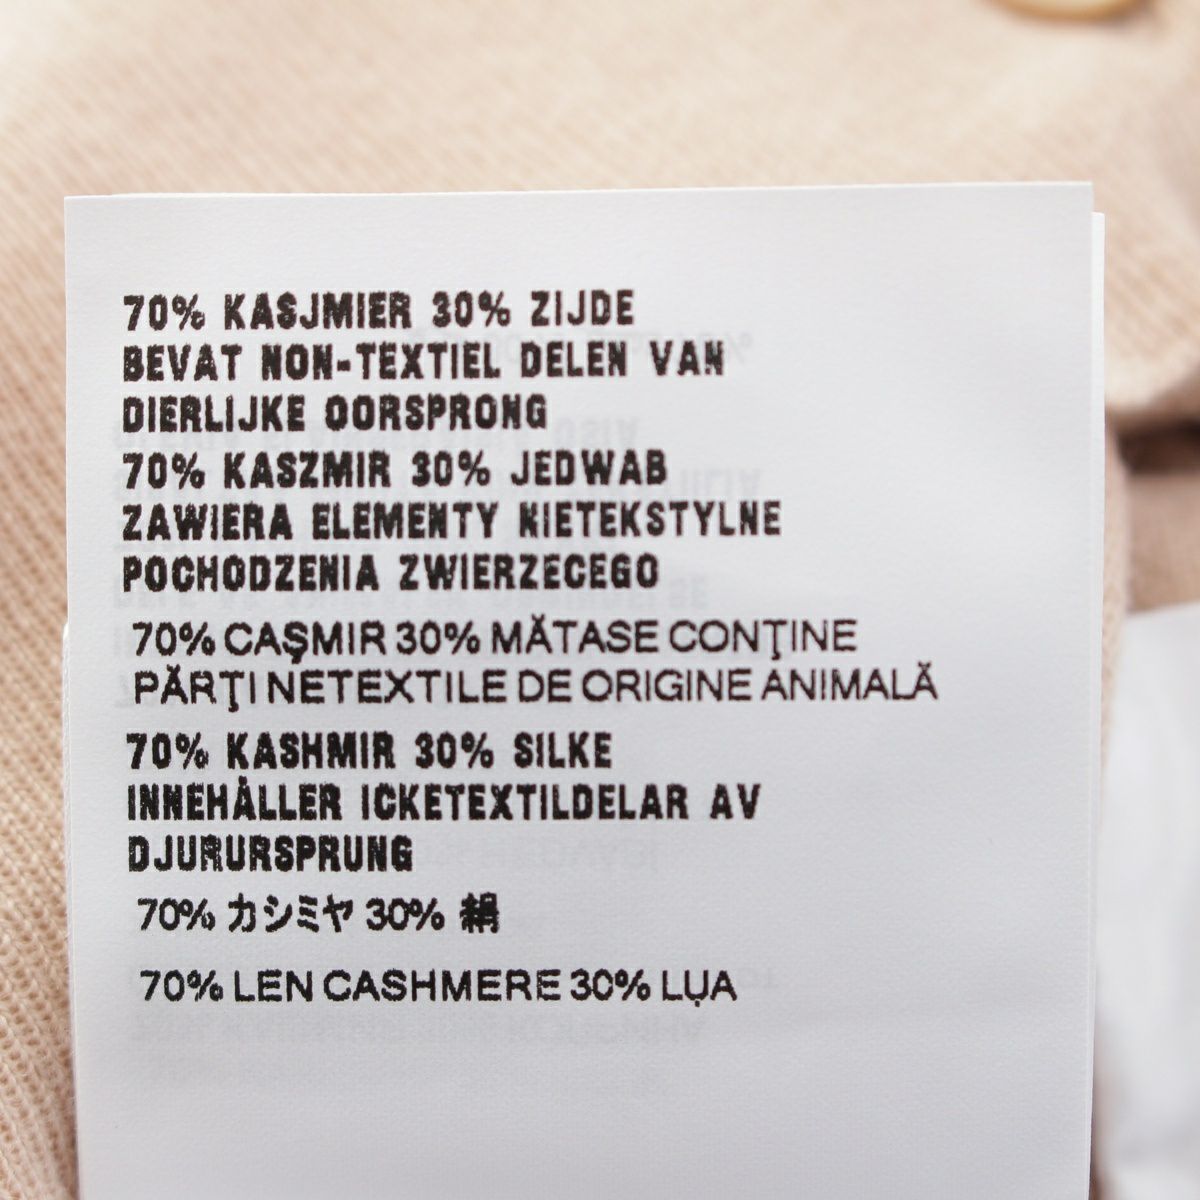 70% KASJMIER 30% ZIJDE
BEVAT NON-TEXTIEL DELEN VAN
DIERLIJKE OORSPRONG
70% KASZMIR 30% JEDWAB
ZAWIERA ELEMENTY NIETEKSTYLNE
POCHODZENIA ZWIERZECEGO
70% CAŞMIR 30% MĂTASE CONŢINE
PĂRŢI NETEXTILE DE ORIGINE ANIMALĂ
70% KASHMIR 30% SILKE
INNEHÅLLER ICKETEXTILDELAR AV
DJURURSPRUNG
70% カシミヤ 30% 絹
70% LEN CASHMERE 30% LỤA